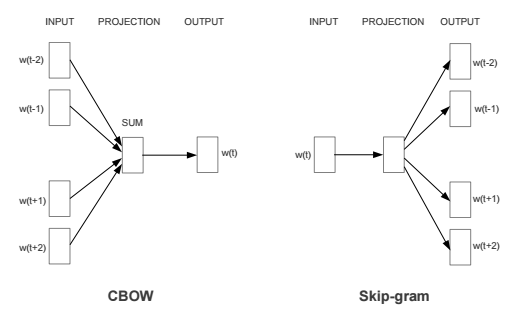 INPUT PROJECTION OUTPUT
w(t-2)
w(t-1)
SUM
w(t)
w(t+1)
w(t+2)
CBOW
INPUT PROJECTION OUTPUT
w(t-2)
w(t-1)
w(t)
w(t+1)
w(t+2)
Skip-gram